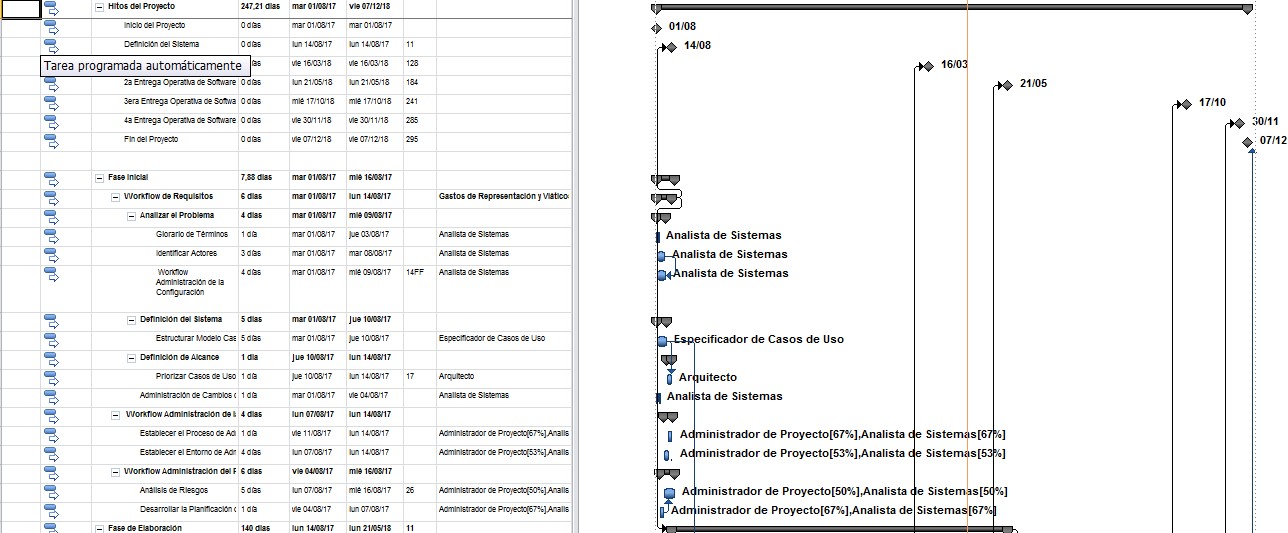 Hitos del Proyecto 247,21 días mar 01/08/17 vie 07/12/18
Inicio del Proyecto 0 días mar 01/08/17 mar 01/08/17 01/08
Definición del Sistema 0 días lun 14/08/17 lun 14/08/17 11 14/08
Tarea programada automáticamente ías vie 16/03/18 vie 16/03/18 128 16/03
2a Entrega Operativa de Software 0 días lun 21/05/18 lun 21/05/18 184 21/05
3era Entrega Operativa de Softwa 0 días mié 17/10/18 mié 17/10/18 241 17/10
4a Entrega Operativa de Software 0 días vie 30/11/18 vie 30/11/18 285 30/11
Fin del Proyecto 0 días vie 07/12/18 vie 07/12/18 295 07/12
Fase Inicial 7,88 días mar 01/08/17 mié 16/08/17
Workflow de Requisitos 6 días mar 01/08/17 lun 14/08/17 Gastos de Representación y Viático
Analizar el Problema 4 días mar 01/08/17 mié 09/08/17
Glorario de Términos 1 día mar 01/08/17 jue 03/08/17 Analista de Sistemas Analista de Sistemas
Identificar Actores 3 días mar 01/08/17 mar 08/08/17 Analista de Sistemas Analista de Sistemas
Workflow 4 días mar 01/08/17 mié 09/08/17 14FF Analista de Sistemas Analista de Sistemas
Administración de la
Configuración
Definición del Sistema 5 días mar 01/08/17 jue 10/08/17
Estructurar Modelo Cas 5 días mar 01/08/17 jue 10/08/17 Especificador de Casos de Uso Especificador de Casos de Uso
Definición de Alcance 1 día jue 10/08/17 lun 14/08/17
Priorizar Casos de Uso 1 día jue 10/08/17 lun 14/08/17 17 Arquitecto Arquitecto
Administración de Cambios 1 día mar 01/08/17 vie 04/08/17 Analista de Sistemas Analista de Sistemas
Workflow Administración de 4 días lun 07/08/17 lun 14/08/17
Establecer el Proceso de Ad 1 día vie 11/08/17 lun 14/08/17 Administrador de Proyecto[67%],Analis Administrador de Proyecto[67%],Analista de Sistemas[67%]
Establecer el Entorno de Ad 4 días lun 07/08/17 lun 14/08/17 Administrador de Proyecto[53%],Analis Administrador de Proyecto[53%],Analista de Sistemas[53%]
Workflow Administración del P 6 días vie 04/08/17 mié 16/08/17
Análisis de Riesgos 5 días lun 07/08/17 mié 16/08/17 26 Administrador de Proyecto[50%],Analis Administrador de Proyecto[50%],Analista de Sistemas[50%]
Desarrollar la Planificación 1 día vie 04/08/17 lun 07/08/17 Administrador de Proyecto[67%],Analis Administrador de Proyecto[67%],Analista de Sistemas[67%]
Fase de Elaboración 140 días lun 14/08/17 lun 21/05/18 11